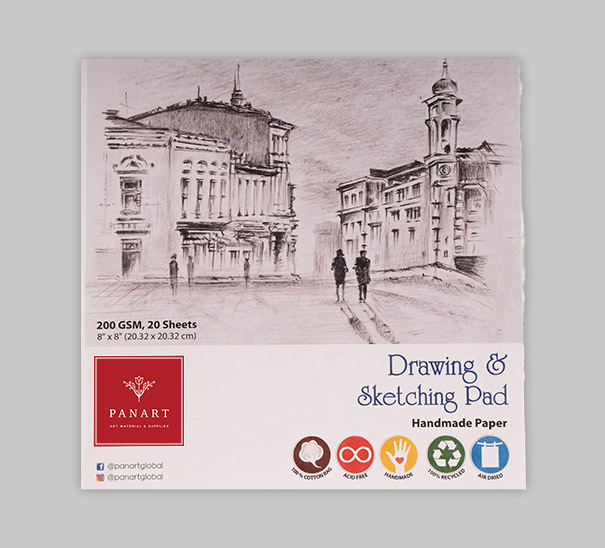 200 GSM, 20 Sheets
8" x 8" (20.32 x 20.32 cm)
PANART
ART MATERIAL & SUPPLIES
@panartglobal
@panartglobal
Drawing &
Sketching Pad
Handmade Paper
100 % COTTON RAG
ACID FREE
HANDMADE
100% RECYCLED
AIR DRIED